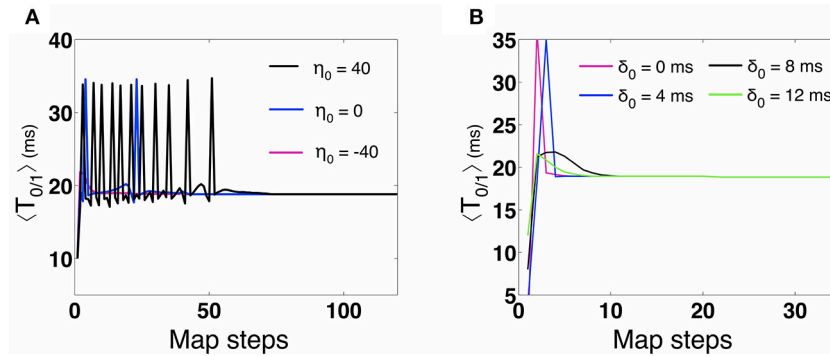 A
⟨T0/1⟩ (ms)
40
30
20
10
0
50
100
Map steps
η0 = 40
η0 = 0
η0 = -40
B
⟨T0/1⟩ (ms)
35
30
25
20
15
10
5
0
10
20
30
Map steps
δ0 = 0 ms
δ0 = 4 ms
δ0 = 8 ms
δ0 = 12 ms